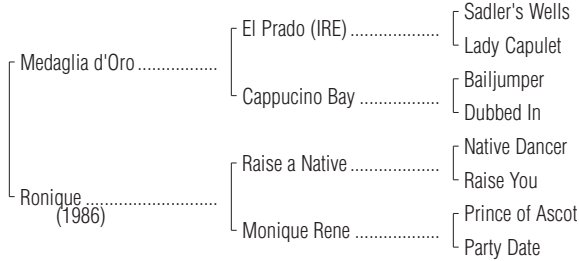 Sadler's Wells
El Prado (IRE) ....................
Lady Capulet
Medaglia d'Oro .................
Bailjumper
Cappucino Bay ..................
Dubbed In
Native Dancer
Raise a Native ....................
Raise You
Ronique ............................
(1986)
Prince of Ascot
Monique Rene ...................
Party Date